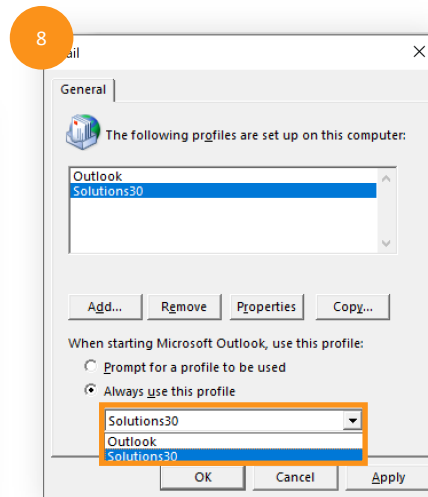 8
ail
General
The following profiles are set up on this computer:
Outlook
Solutions30
Add... Remove Properties Copy...
When starting Microsoft Outlook, use this profile:
Prompt for a profile to be used
Always use this profile
Solutions30
Outlook
Solutions30
OK Cancel Apply